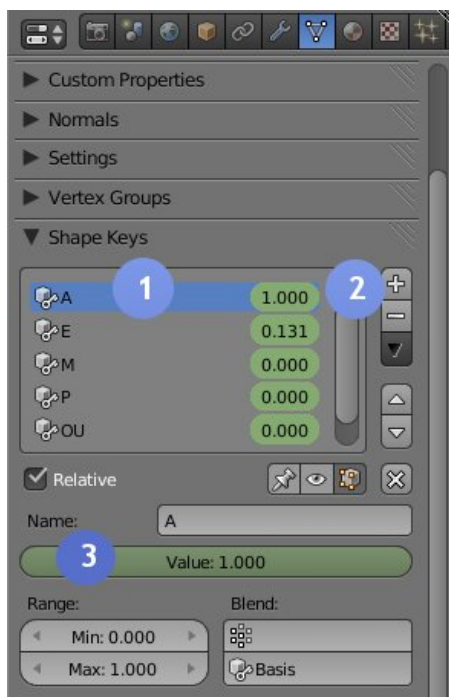 Custom Properties
Normals
Settings
Vertex Groups
Shape Keys
1
2
A 1.000
E 0.131
M 0.000
P 0.000
OU 0.000
Relative
Name: A
3
Value: 1.000
Range: Blend:
Min: 0.000
Max: 1.000 Basis